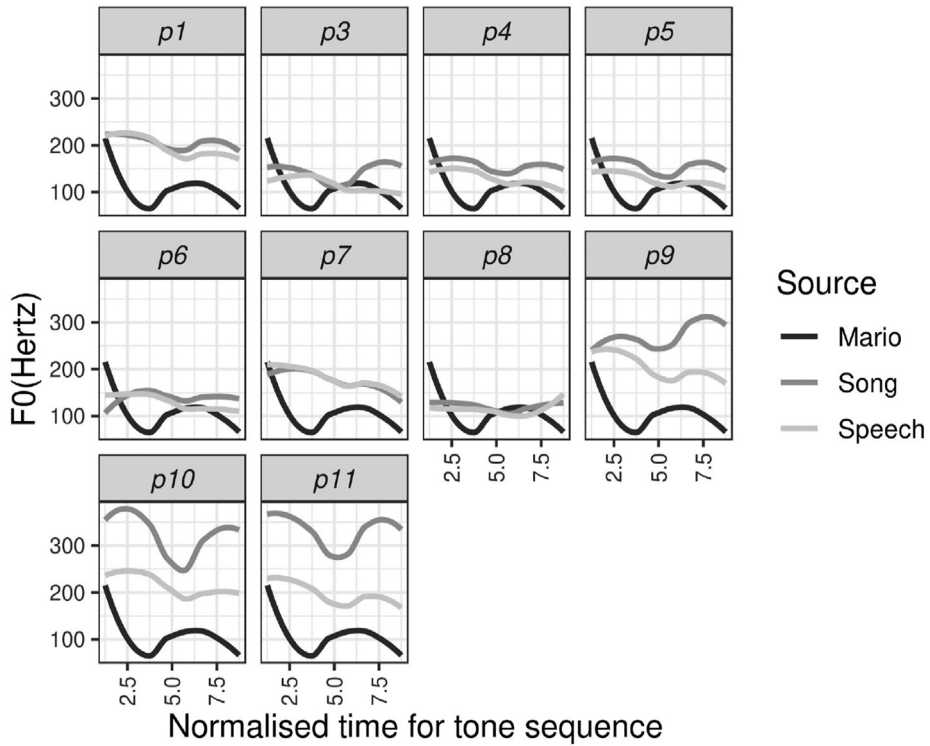 p1 p3 p4 p5
300
200
100
p6 p7 p8 p9
300
200
100
2.5 5.0 7.5 2.5 5.0 7.5
p10 p11
300
200
100
2.5 5.0 7.5 2.5 5.0 7.5
F0(Hertz)
Normalised time for tone sequence
Source
Mario
Song
Speech